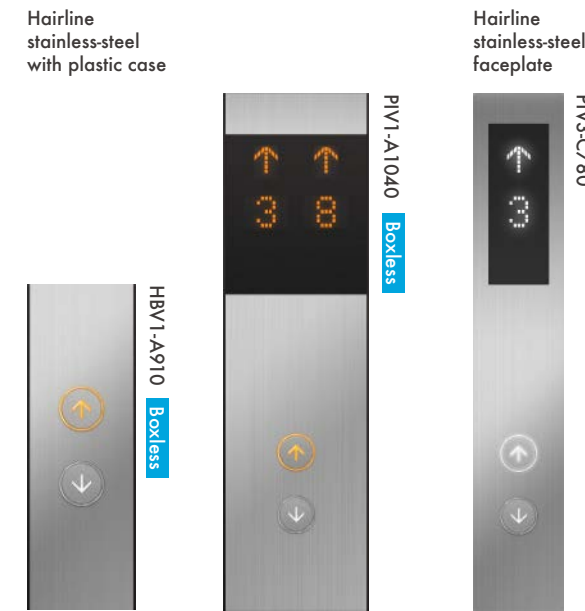 Hairline
stainless-steel
with plastic case
Hairline
stainless-steel
faceplate
HBV1-A910 Boxless
PIV1-A1040 Boxless
3 8
3